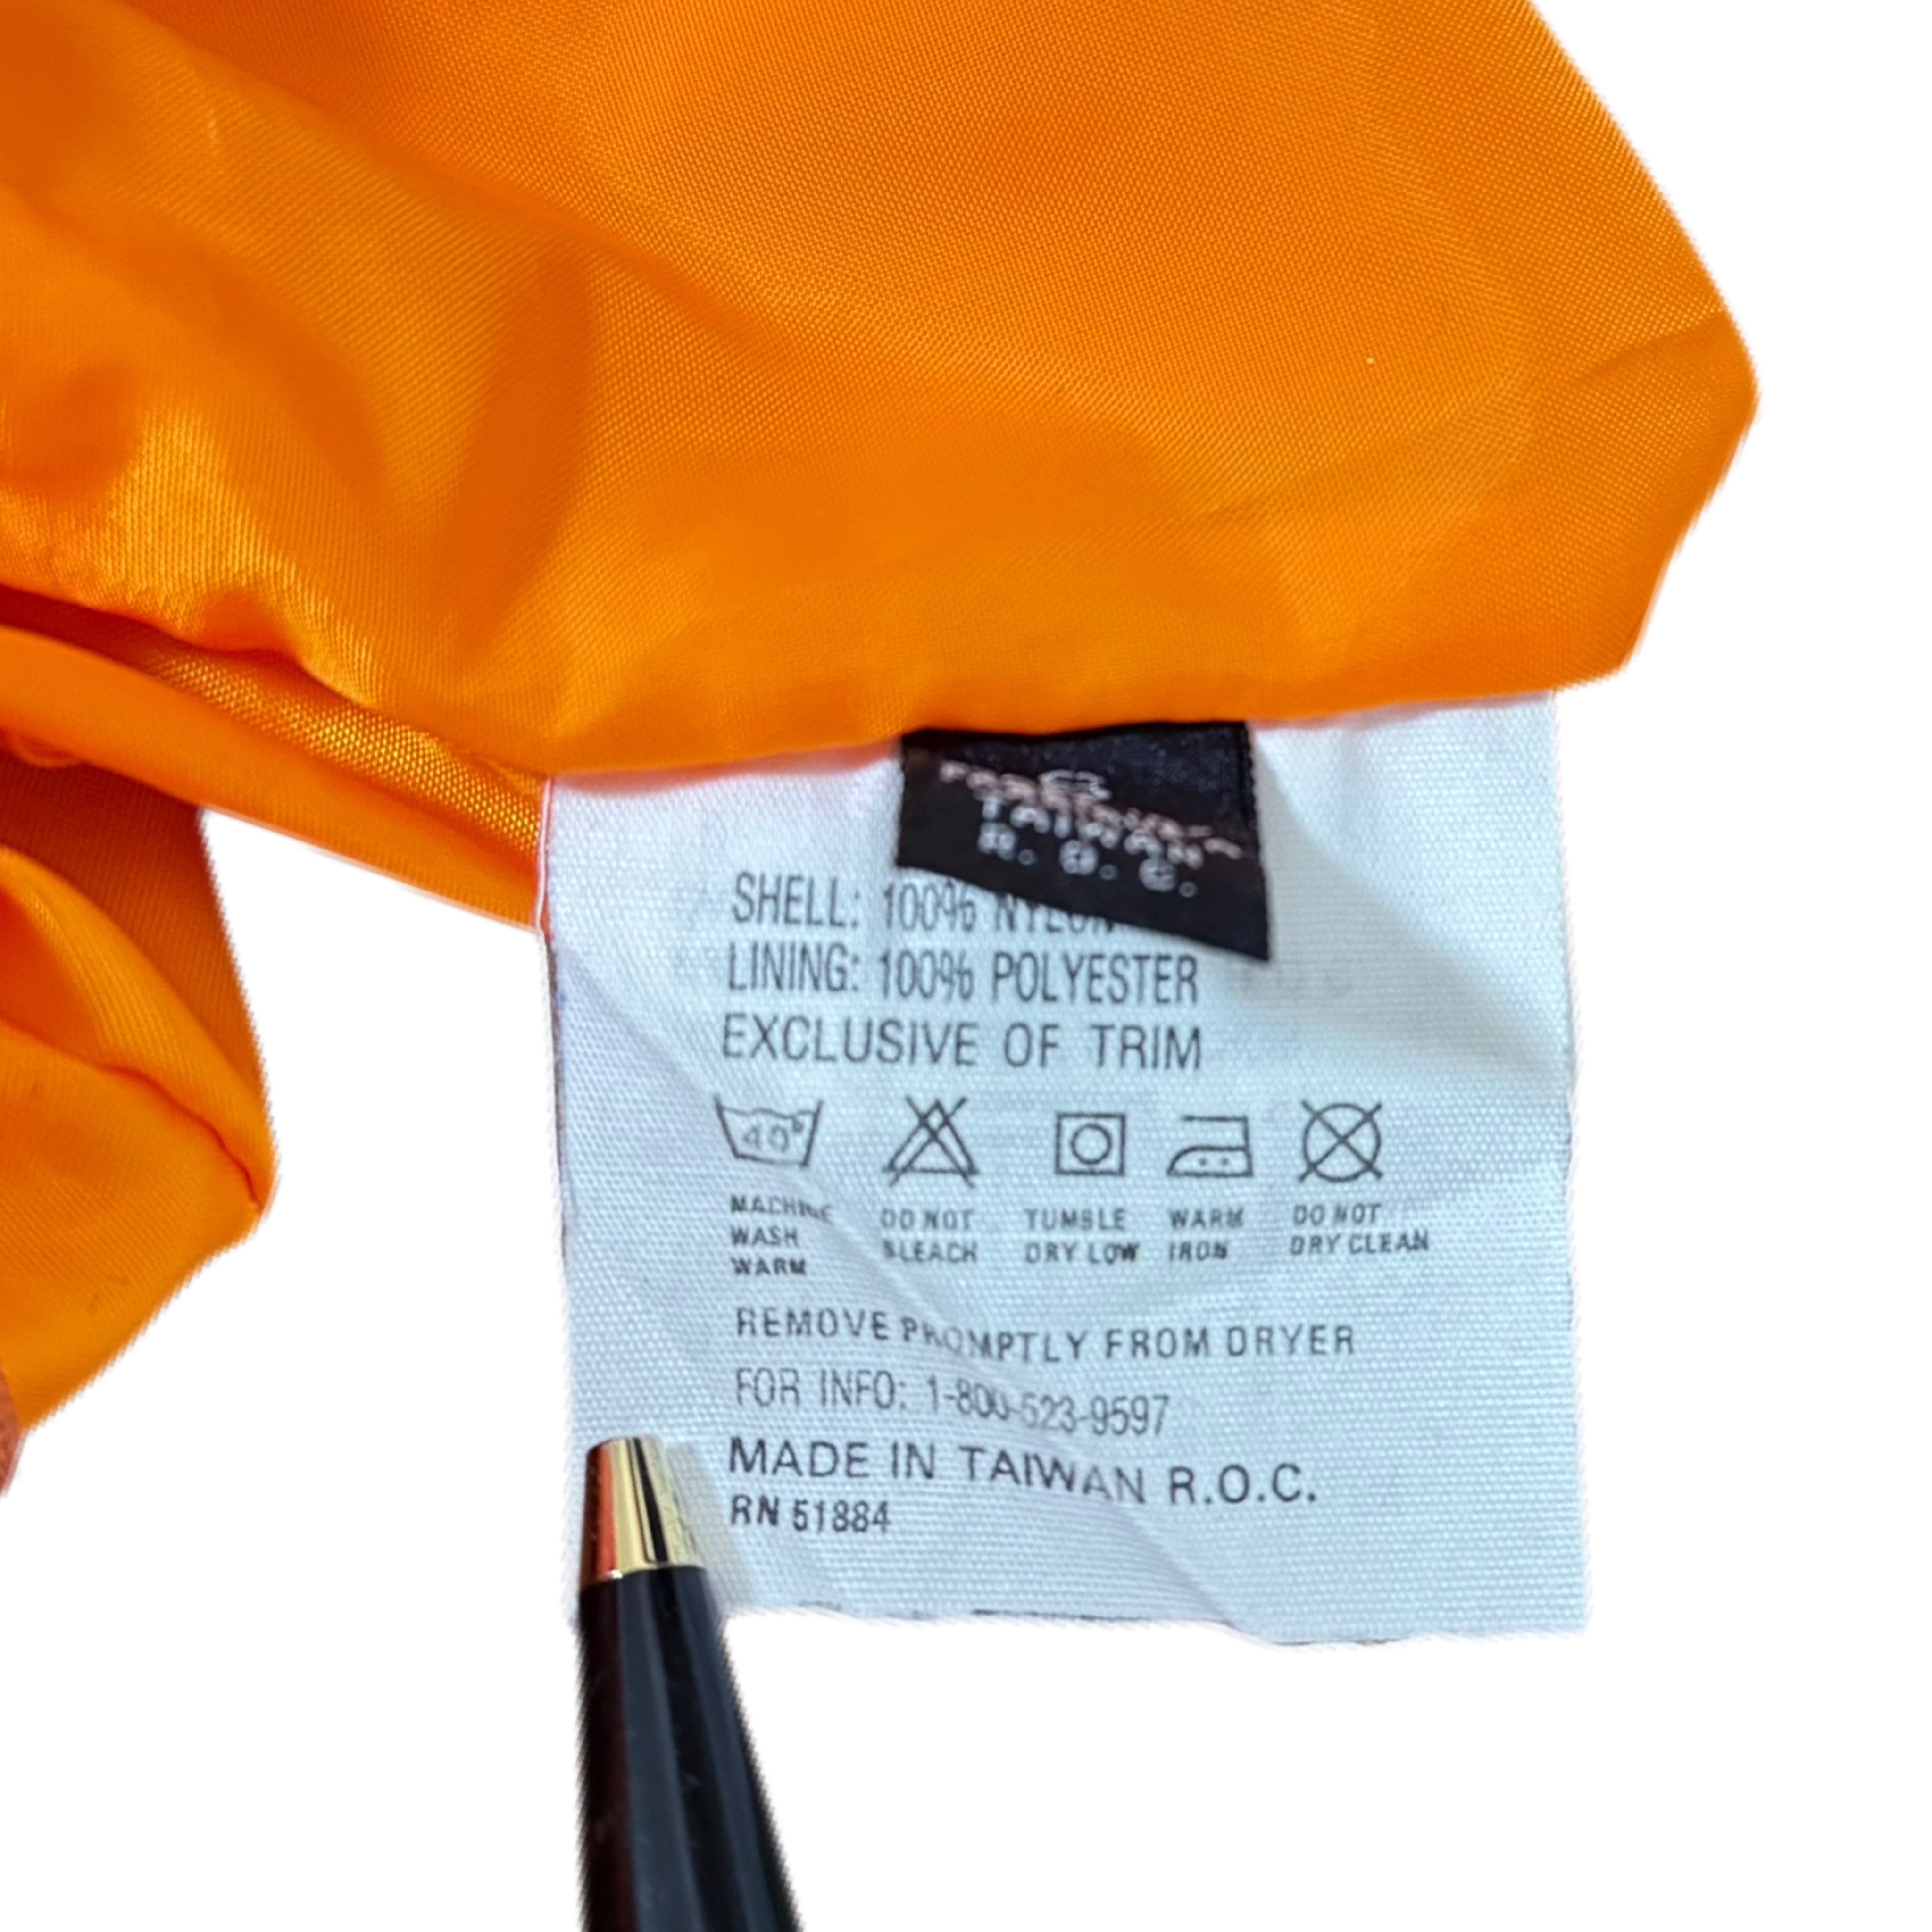 TAIWAN
R. O. C.
SHELL: 100% NYLON
LINING: 100% POLYESTER
EXCLUSIVE OF TRIM
40°
MACHINE WASH WARM
DO NOT BLEACH
TUMBLE DRY LOW
WARM IRON
DO NOT DRY CLEAN
REMOVE PROMPTLY FROM DRYER
FOR INFO: 1-800-523-9597
MADE IN TAIWAN R.O.C.
RN 51884